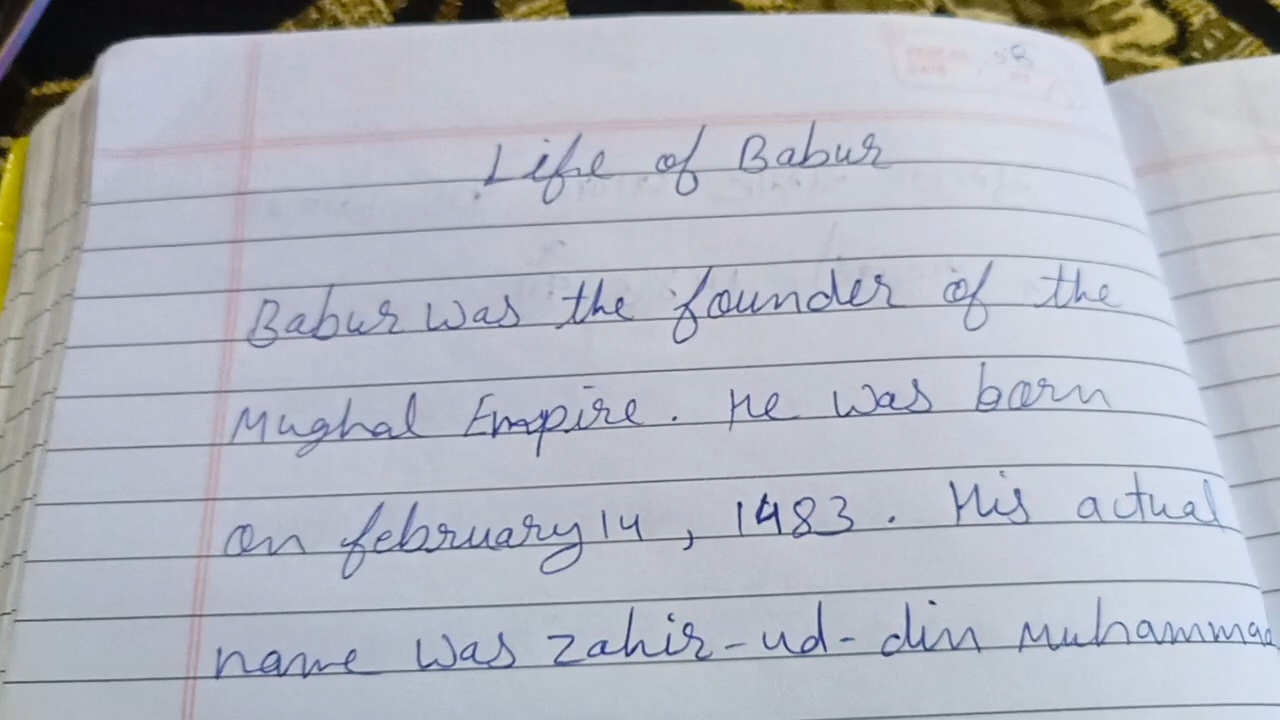 Life of Babur
Babur was the founder of the
Mughal Empire. He was born
on february 14, 1483. His actual
name was Zahir-ud-din Muhammad